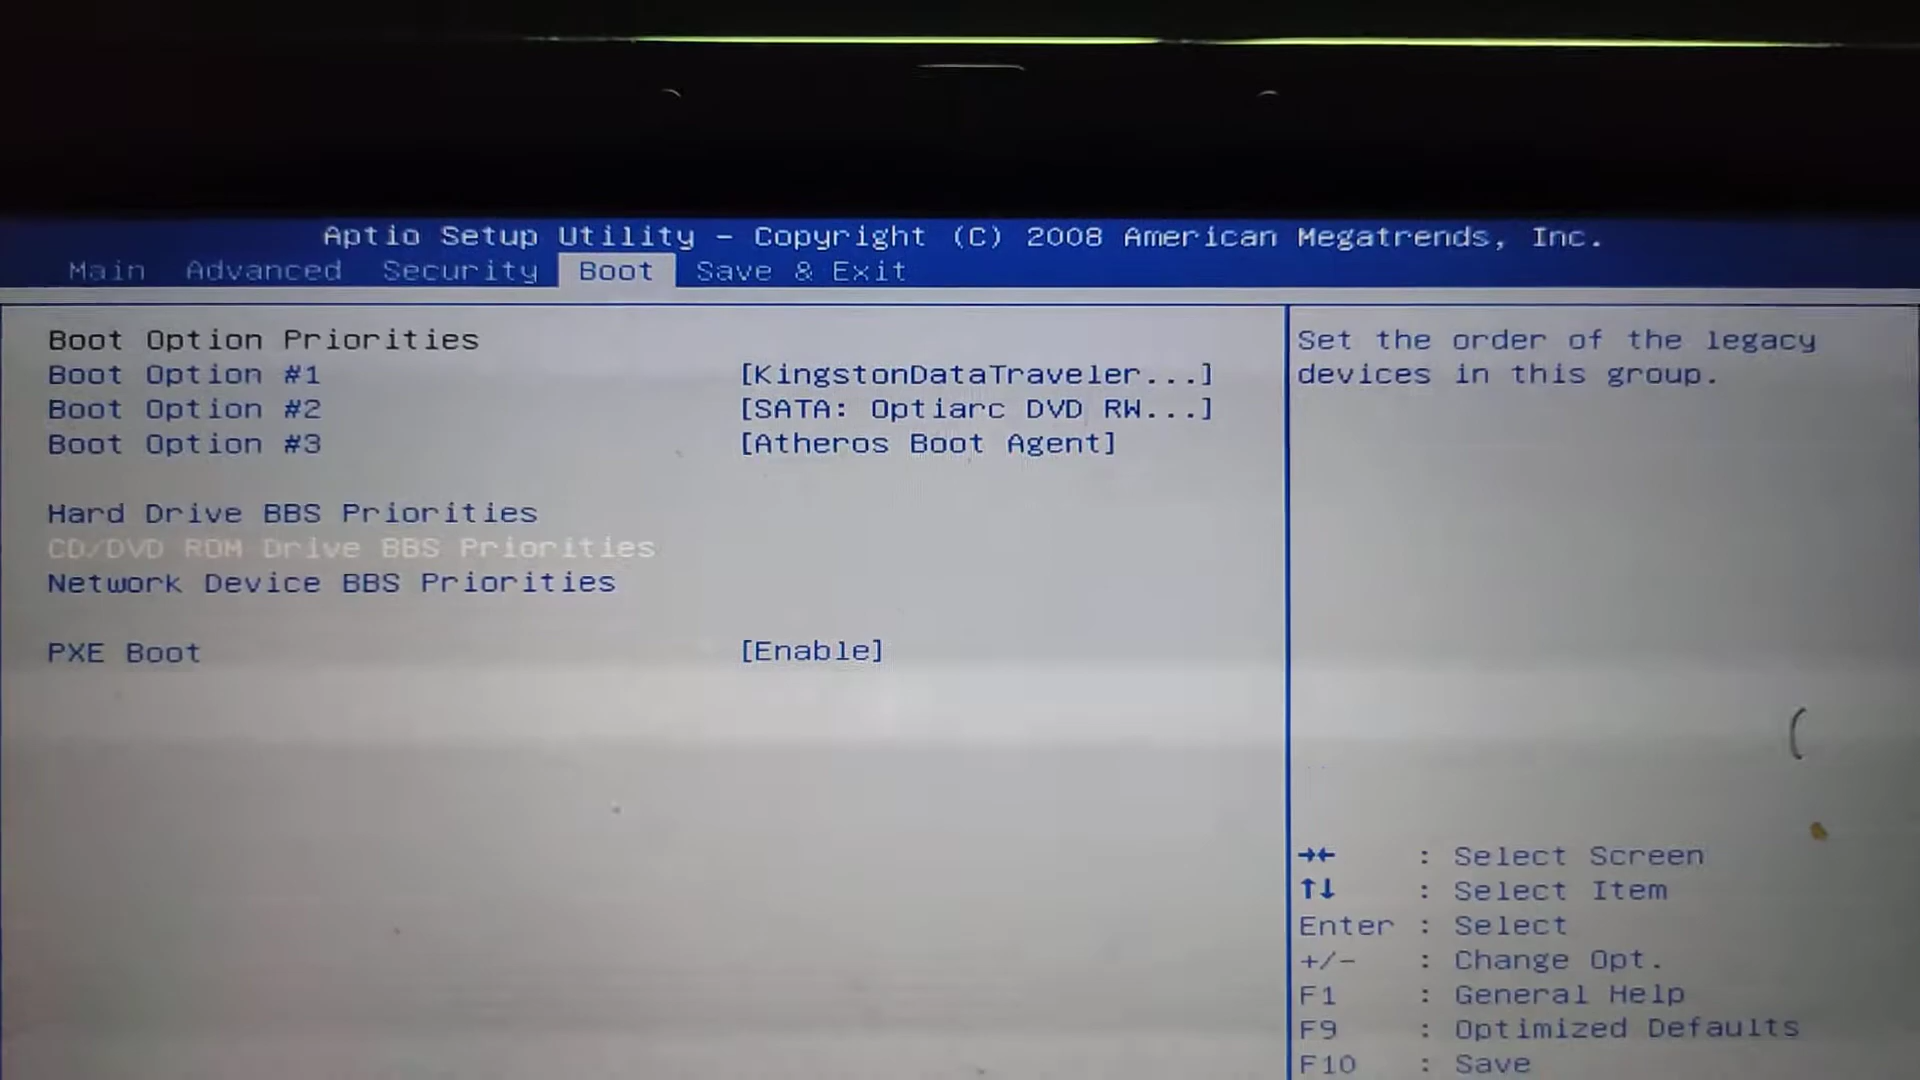 Aptio Setup Utility - Copyright (C) 2008 American Megatrends, Inc.
Main Advanced Security Boot Save & Exit
Boot Option Priorities
Boot Option #1 [KingstonDataTraveler...]
Boot Option #2 [SATA: Optiarc DVD RW...]
Boot Option #3 [Atheros Boot Agent]
Hard Drive BBS Priorities
CD/DVD ROM Drive BBS Priorities
Network Device BBS Priorities
PXE Boot [Enable]
Set the order of the legacy
devices in this group.
→← : Select Screen
↑↓ : Select Item
Enter : Select
+/- : Change Opt.
F1 : General Help
F9 : Optimized Defaults
F10 : Save